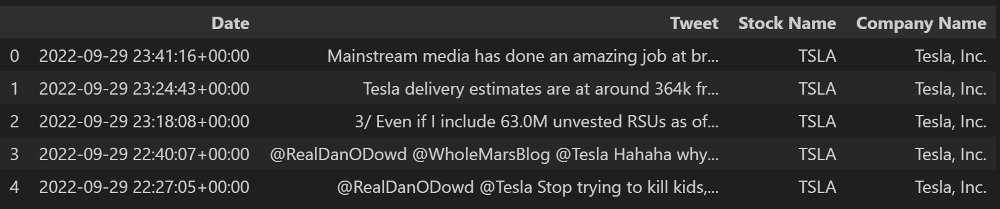 Date Tweet Stock Name Company Name
0 2022-09-29 23:41:16+00:00 Mainstream media has done an amazing job at br... TSLA Tesla, Inc.
1 2022-09-29 23:24:43+00:00 Tesla delivery estimates are at around 364k fr... TSLA Tesla, Inc.
2 2022-09-29 23:18:08+00:00 3/ Even if I include 63.0M unvested RSUs as of... TSLA Tesla, Inc.
3 2022-09-29 22:40:07+00:00 @RealDanODowd @WholeMarsBlog @Tesla Hahaha why... TSLA Tesla, Inc.
4 2022-09-29 22:27:05+00:00 @RealDanODowd @Tesla Stop trying to kill kids,... TSLA Tesla, Inc.